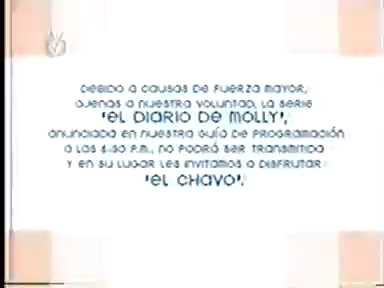 DEBIDO A CAUSAS DE FUERZA MAYOR,
AJENAS A NUESTRA VOLUNTAD, LA SERIE
"EL DIARIO DE MOLLY",
ANUNCIADA EN NUESTRA GUÍA DE PROGRAMACIÓN
A LAS 6:30 P.M., NO PODRÁ SER TRANSMITIDA
Y EN SU LUGAR LES INVITAMOS A DISFRUTAR
"EL CHAVO".